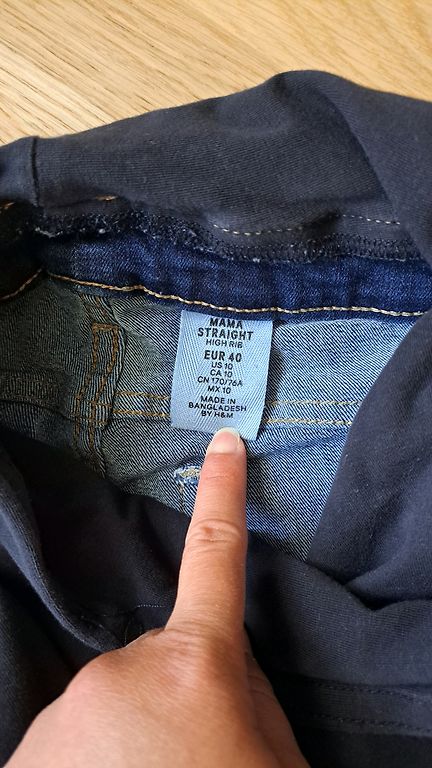 MAMA
STRAIGHT
HIGH RIB
EUR 40
US 10
CA 10
CN 170/76A
MX 10
MADE IN
BANGLADESH
BY H&M